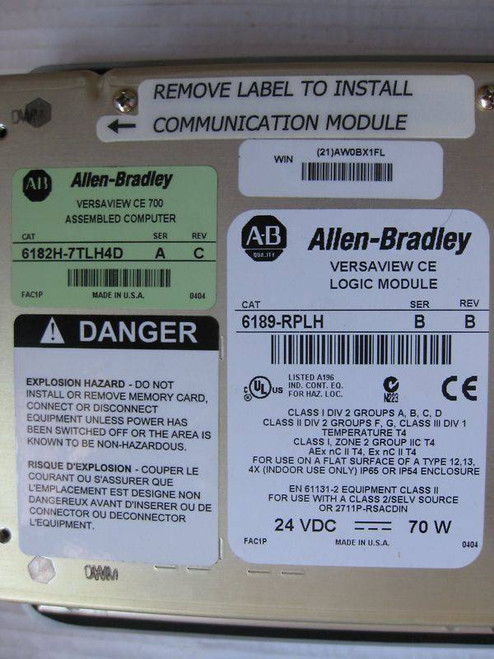 REMOVE LABEL TO INSTALL
COMMUNICATION MODULE
WIN (21)AW0BX1FL
AB Allen-Bradley
VERSAVIEW CE 700
ASSEMBLED COMPUTER
CAT SER REV
6182H-7TLH4D A C
FAC1P MADE IN U.S.A. 0404
DANGER
EXPLOSION HAZARD - DO NOT
INSTALL OR REMOVE MEMORY CARD,
CONNECT OR DISCONNECT
EQUIPMENT UNLESS POWER HAS
BEEN SWITCHED OFF OR THE AREA IS
KNOWN TO BE NON-HAZARDOUS.
RISQUE D'EXPLOSION - COUPER LE
COURANT OU S'ASSURER QUE
L'EMPLACEMENT EST DESIGNE NON
DANGEREUX AVANT D'INSERER OU DE
CONNECTOR OU DECONNECTOR
L'EQUIPEMENT.
AB Allen-Bradley
VERSAVIEW CE
LOGIC MODULE
CAT SER REV
6189-RPLH B B
c UL us
LISTED A196
IND. CONT. EQ.
FOR HAZ. LOC.
N223
CE
CLASS I DIV 2 GROUPS A, B, C, D
CLASS II DIV 2 GROUPS F, G, CLASS III DIV 1
TEMPERATURE T4
CLASS I, ZONE 2 GROUP IIC T4
AEx nC II T4, Ex nC II T4
FOR USE ON A FLAT SURFACE OF A TYPE 12,13,
4X (INDOOR USE ONLY) IP65 OR IP54 ENCLOSURE
EN 61131-2 EQUIPMENT CLASS II
FOR USE WITH A CLASS 2/SELV SOURCE
OR 2711P-RSACDIN
24 VDC 70 W
FAC1P MADE IN U.S.A. 0404